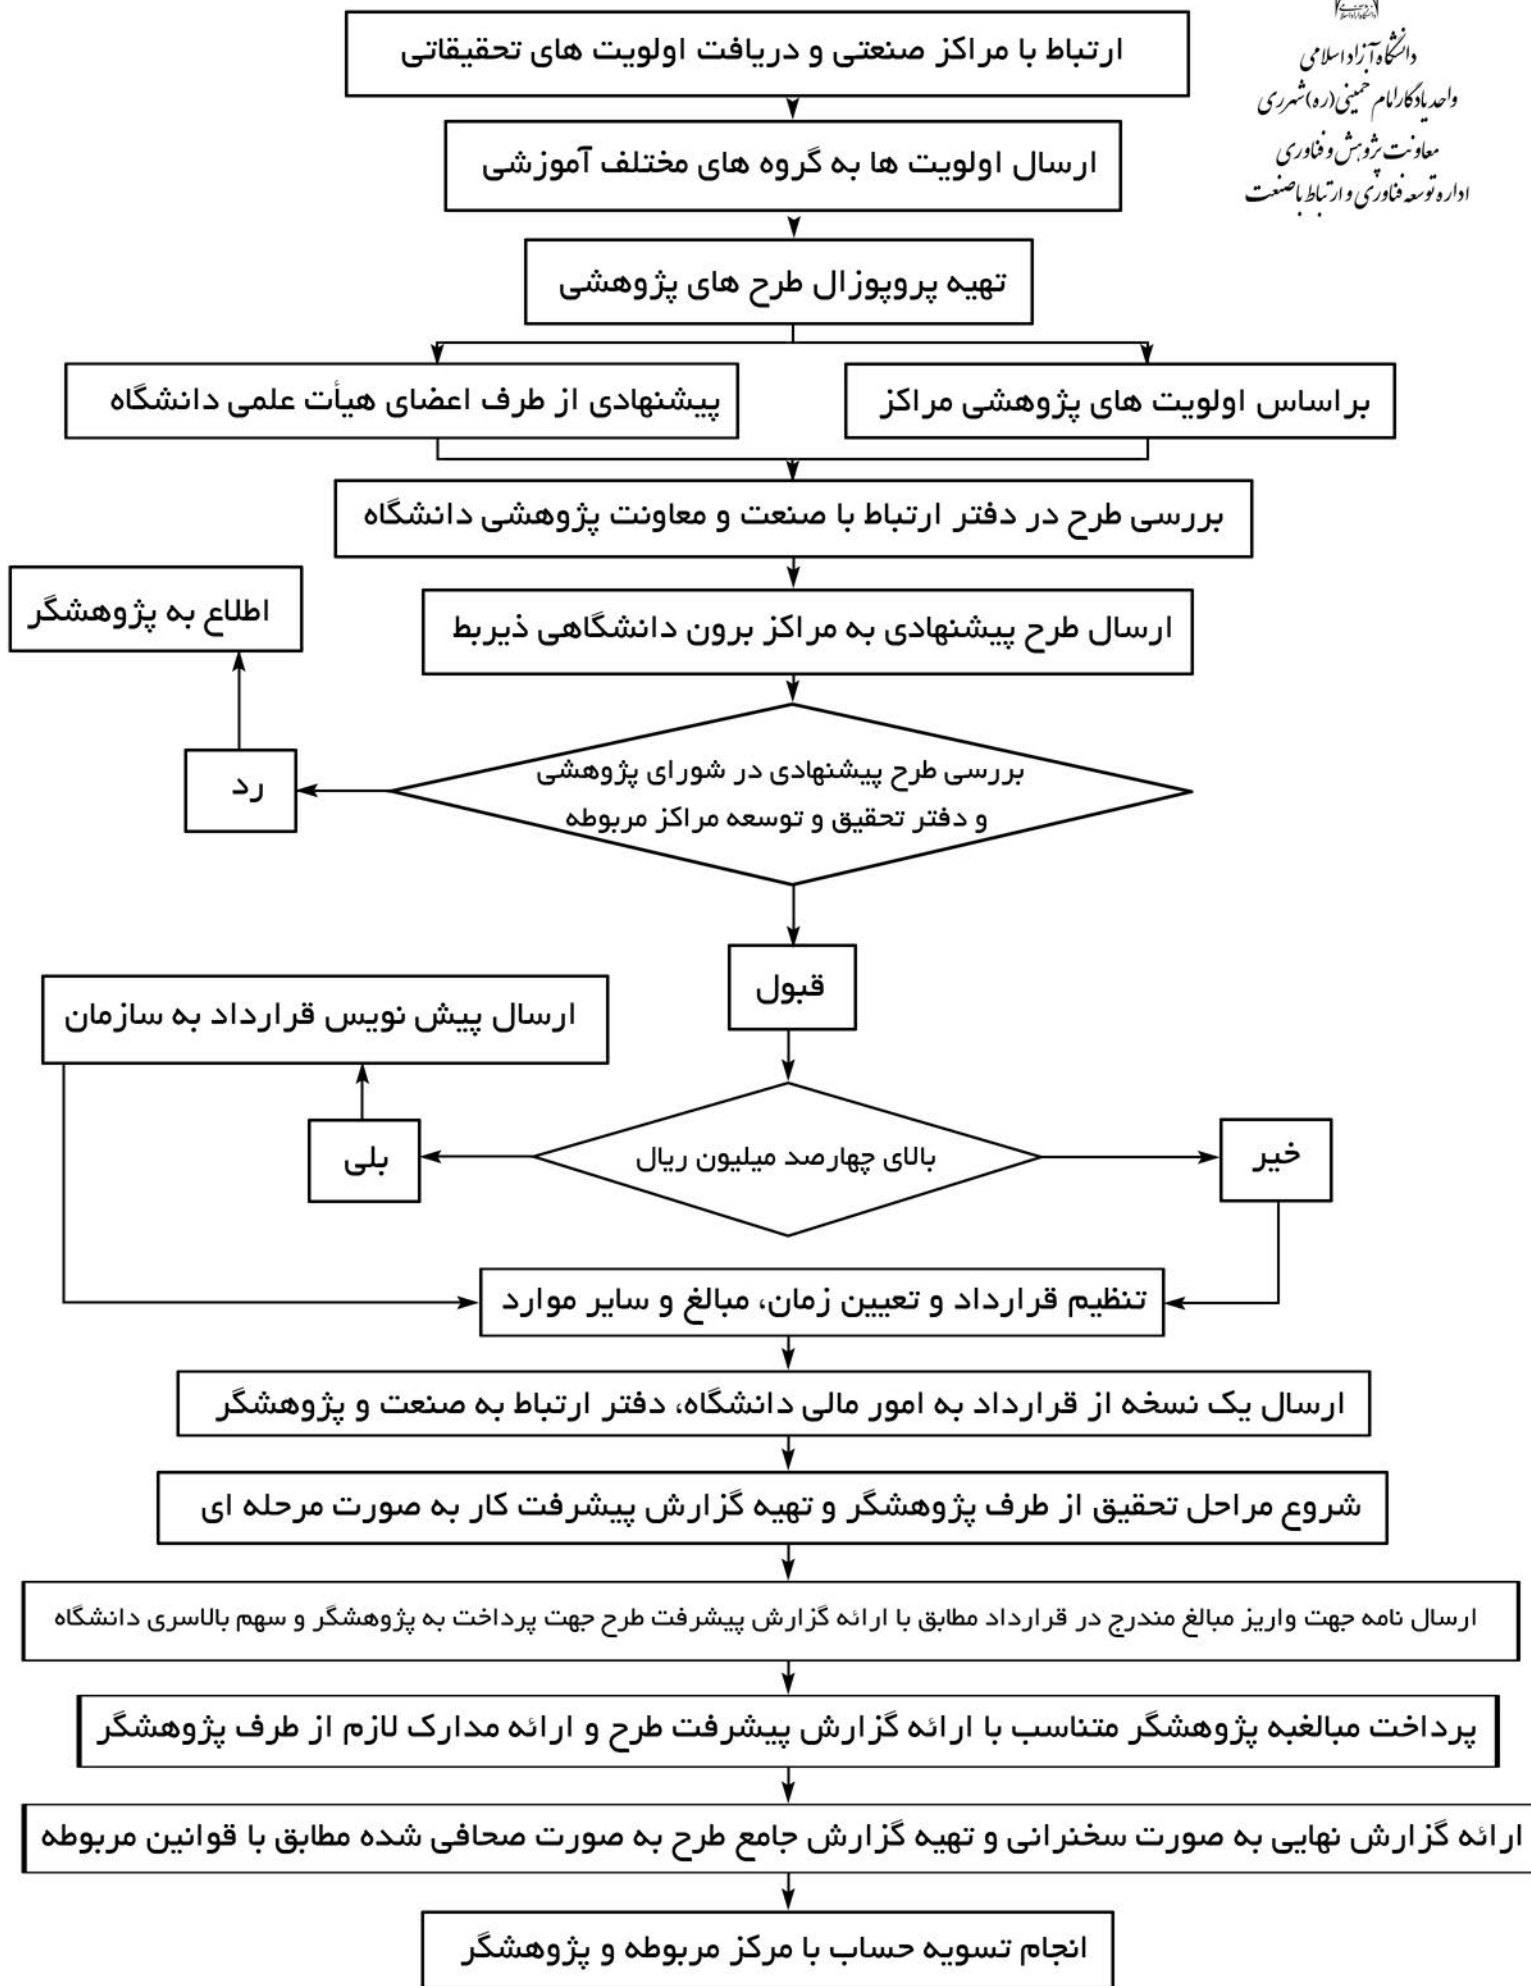 دانشگاه آزاد اسلامی
واحد یادگار امام خمینی (ره) شهرری
معاونت پژوهش و فناوری
اداره توسعه فناوری و ارتباط با صنعت
ارتباط با مراکز صنعتی و دریافت اولویت های تحقیقاتی
ارسال اولویت ها به گروه های مختلف آموزشی
تهیه پروپوزال طرح های پژوهشی
براساس اولویت های پژوهشی مراکز
پیشنهادی از طرف اعضای هیأت علمی دانشگاه
بررسی طرح در دفتر ارتباط با صنعت و معاونت پژوهشی دانشگاه
ارسال طرح پیشنهادی به مراکز برون دانشگاهی ذیربط
اطلاع به پژوهشگر
بررسی طرح پیشنهادی در شورای پژوهشی
و دفتر تحقیق و توسعه مراکز مربوطه
رد
قبول
ارسال پیش نویس قرارداد به سازمان
خیر
بالای چهارصد میلیون ریال
بلی
تنظیم قرارداد و تعیین زمان، مبالغ و سایر موارد
ارسال یک نسخه از قرارداد به امور مالی دانشگاه، دفتر ارتباط به صنعت و پژوهشگر
شروع مراحل تحقیق از طرف پژوهشگر و تهیه گزارش پیشرفت کار به صورت مرحله ای
ارسال نامه جهت واریز مبالغ مندرج در قرارداد مطابق با ارائه گزارش پیشرفت طرح جهت پرداخت به پژوهشگر و سهم بالاسری دانشگاه
پرداخت مبالغبه پژوهشگر متناسب با ارائه گزارش پیشرفت طرح و ارائه مدارک لازم از طرف پژوهشگر
ارائه گزارش نهایی به صورت سخنرانی و تهیه گزارش جامع طرح به صورت صحافی شده مطابق با قوانین مربوطه
انجام تسویه حساب با مرکز مربوطه و پژوهشگر